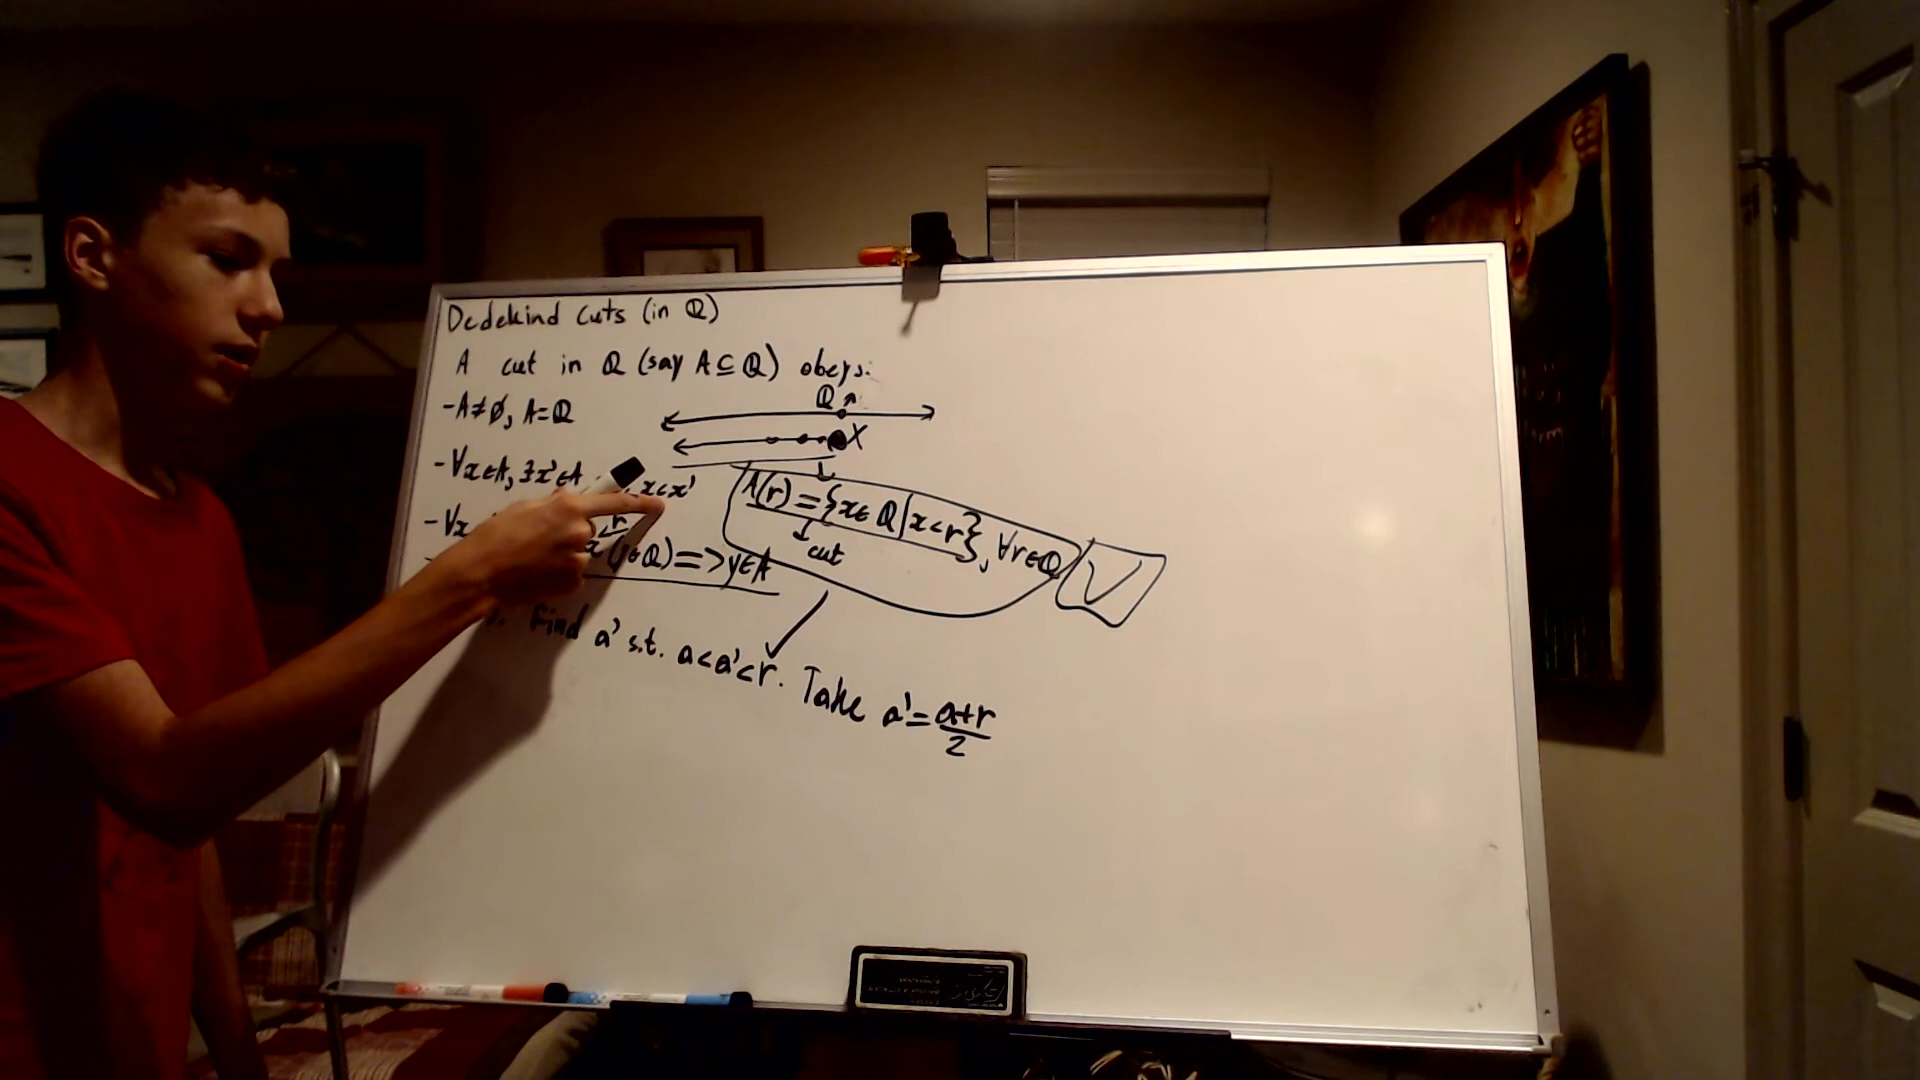 Dedekind cuts (in ℚ)
A cut in ℚ (say A⊆ℚ) obeys:
-A≠∅, A=ℚ
ℚ
X
-∀x∈A, ∃x'∈A x<x'
A(r)={x∈ℚ|x<r}, ∀r∈ℚ
cut
-∀x
(y∈ℚ)=>y∈A
Find a' s.t. a<a'<r. Take a'=a+r/2